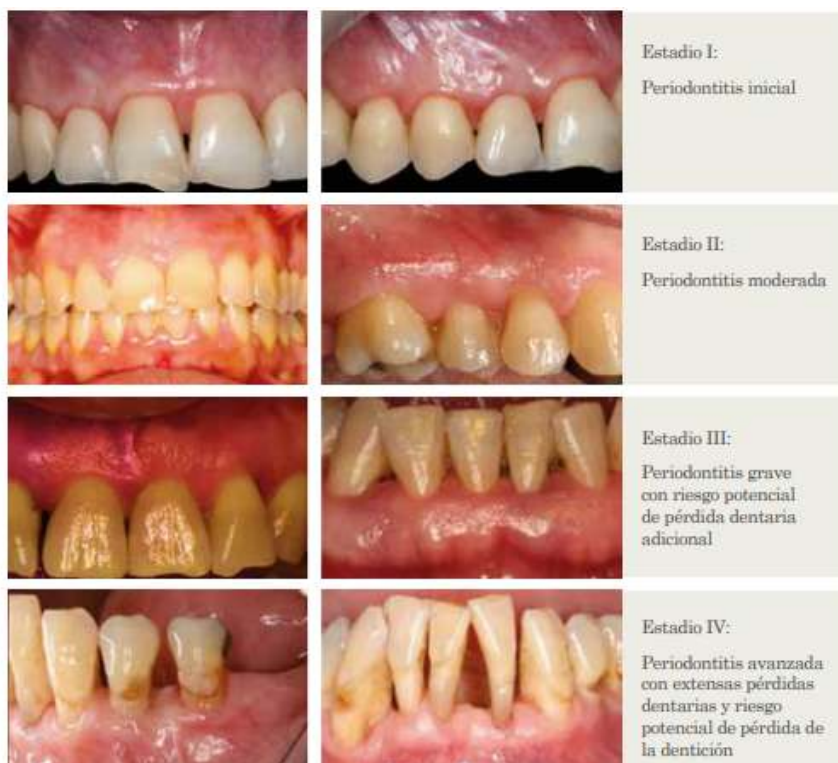 Estadio I:
Periodontitis inicial
Estadio II:
Periodontitis moderada
Estadio III:
Periodontitis grave
con riesgo potencial
de pérdida dentaria
adicional
Estadio IV:
Periodontitis avanzada
con extensas pérdidas
dentarias y riesgo
potencial de pérdida de
la dentición